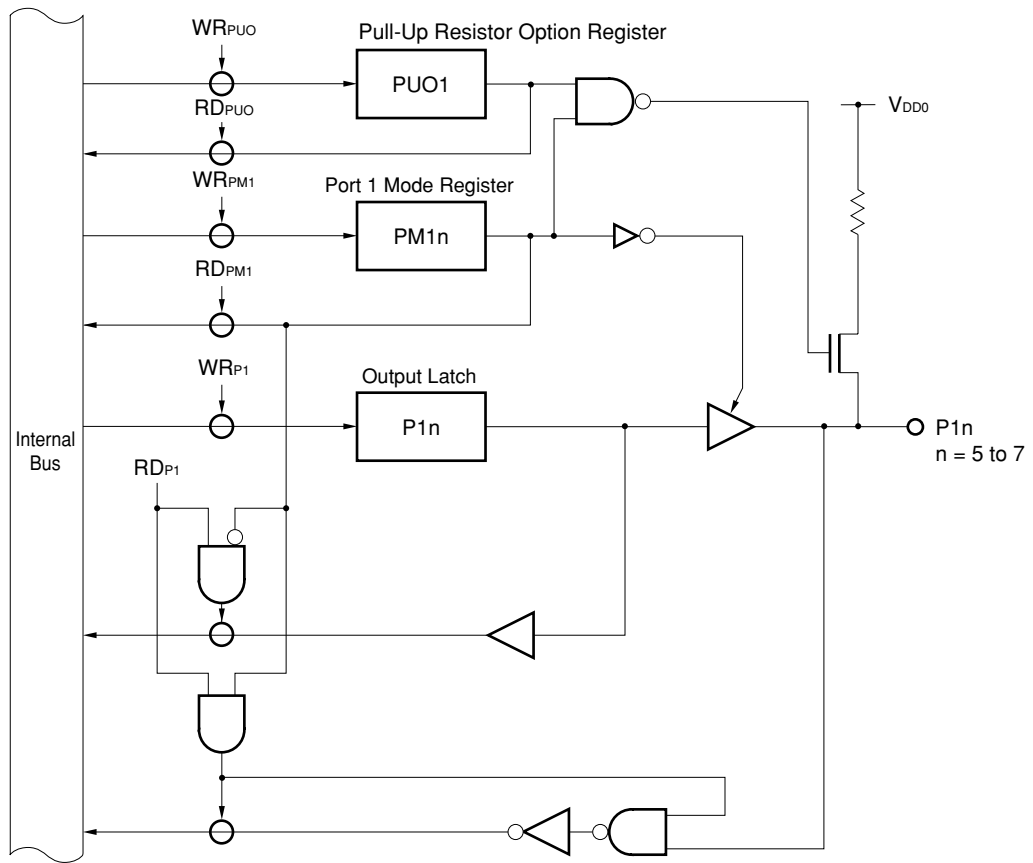 WRPUO
Pull-Up Resistor Option Register
PUO1
RDPUO
VDD0
WRPM1
Port 1 Mode Register
PM1n
RDPM1
WRP1
Output Latch
P1n
Internal
Bus
P1n
n = 5 to 7
RDP1